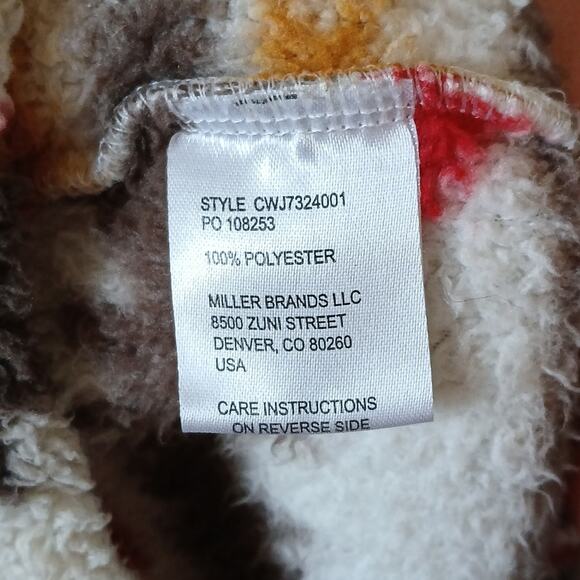 STYLE CWJ7324001
PO 108253
100% POLYESTER
MILLER BRANDS LLC
8500 ZUNI STREET
DENVER, CO 80260
USA
CARE INSTRUCTIONS
ON REVERSE SIDE